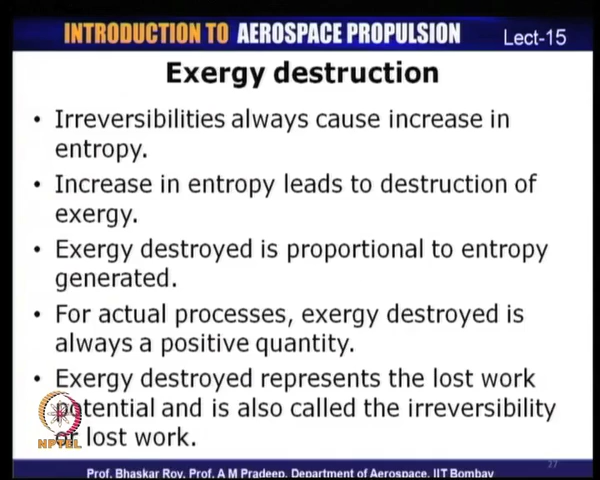 INTRODUCTION TO AEROSPACE PROPULSION Lect-15
Exergy destruction
• Irreversibilities always cause increase in
entropy.
• Increase in entropy leads to destruction of
exergy.
• Exergy destroyed is proportional to entropy
generated.
• For actual processes, exergy destroyed is
always a positive quantity.
• Exergy destroyed represents the lost work
potential and is also called the irreversibility
or lost work.
NPTEL
27
Prof. Bhaskar Roy, Prof. A M Pradeep, Department of Aerospace, IIT Bombay